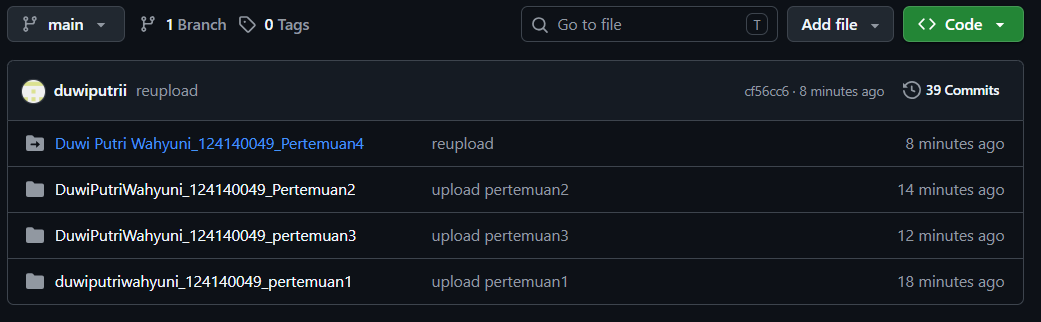 main 1 Branch 0 Tags Go to file T Add file Code
duwiputrii reupload cf56cc6 · 8 minutes ago 39 Commits
Duwi Putri Wahyuni_124140049_Pertemuan4 reupload 8 minutes ago
DuwiPutriWahyuni_124140049_Pertemuan2 upload pertemuan2 14 minutes ago
DuwiPutriWahyuni_124140049_pertemuan3 upload pertemuan3 12 minutes ago
duwiputriwahyuni_124140049_pertemuan1 upload pertemuan1 18 minutes ago